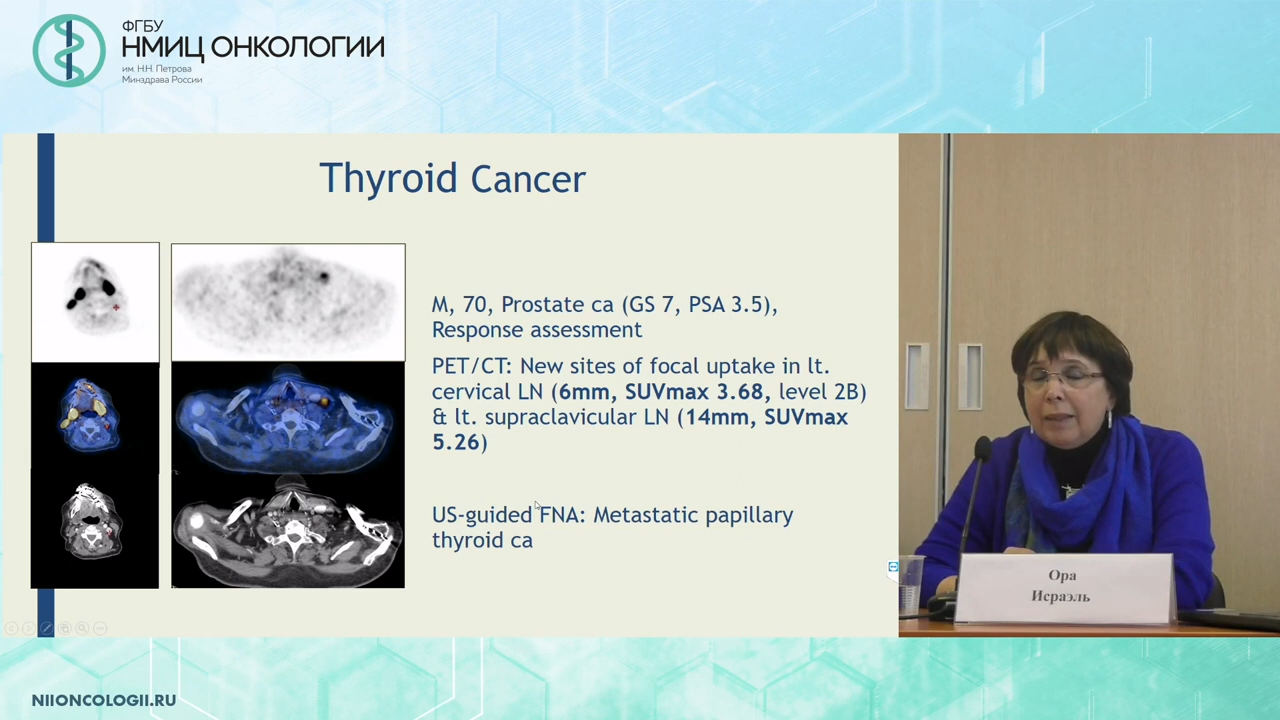 ФГБУ
НМИЦ ОНКОЛОГИИ
им. Н.Н. Петрова
Минздрава России
Thyroid Cancer
M, 70, Prostate ca (GS 7, PSA 3.5),
Response assessment
PET/CT: New sites of focal uptake in lt.
cervical LN (6mm, SUVmax 3.68, level 2B)
& lt. supraclavicular LN (14mm, SUVmax
5.26)
US-guided FNA: Metastatic papillary
thyroid ca
Ора
Исраэль
NIIONCOLOGII.RU